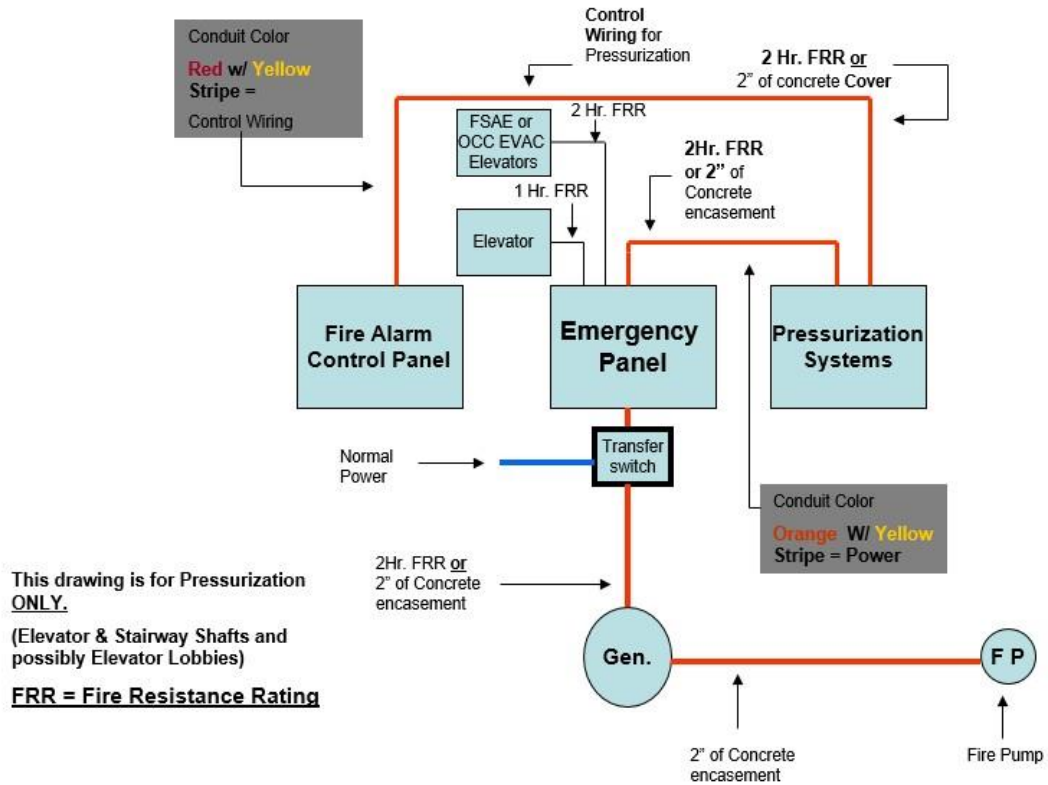 Conduit Color
Red w/ Yellow
Stripe =
Control Wiring
Control
Wiring for
Pressurization
2 Hr. FRR or
2” of concrete Cover
FSAE or
OCC EVAC
Elevators
2 Hr. FRR
2Hr. FRR
or 2” of
Concrete
encasement
1 Hr. FRR
Elevator
Fire Alarm
Control Panel
Emergency
Panel
Pressurization
Systems
Normal
Power
Transfer
switch
Conduit Color
Orange W/ Yellow
Stripe = Power
2Hr. FRR or
2” of Concrete
encasement
This drawing is for Pressurization
ONLY.
(Elevator & Stairway Shafts and
possibly Elevator Lobbies)
FRR = Fire Resistance Rating
Gen.
F P
2” of Concrete
encasement
Fire Pump